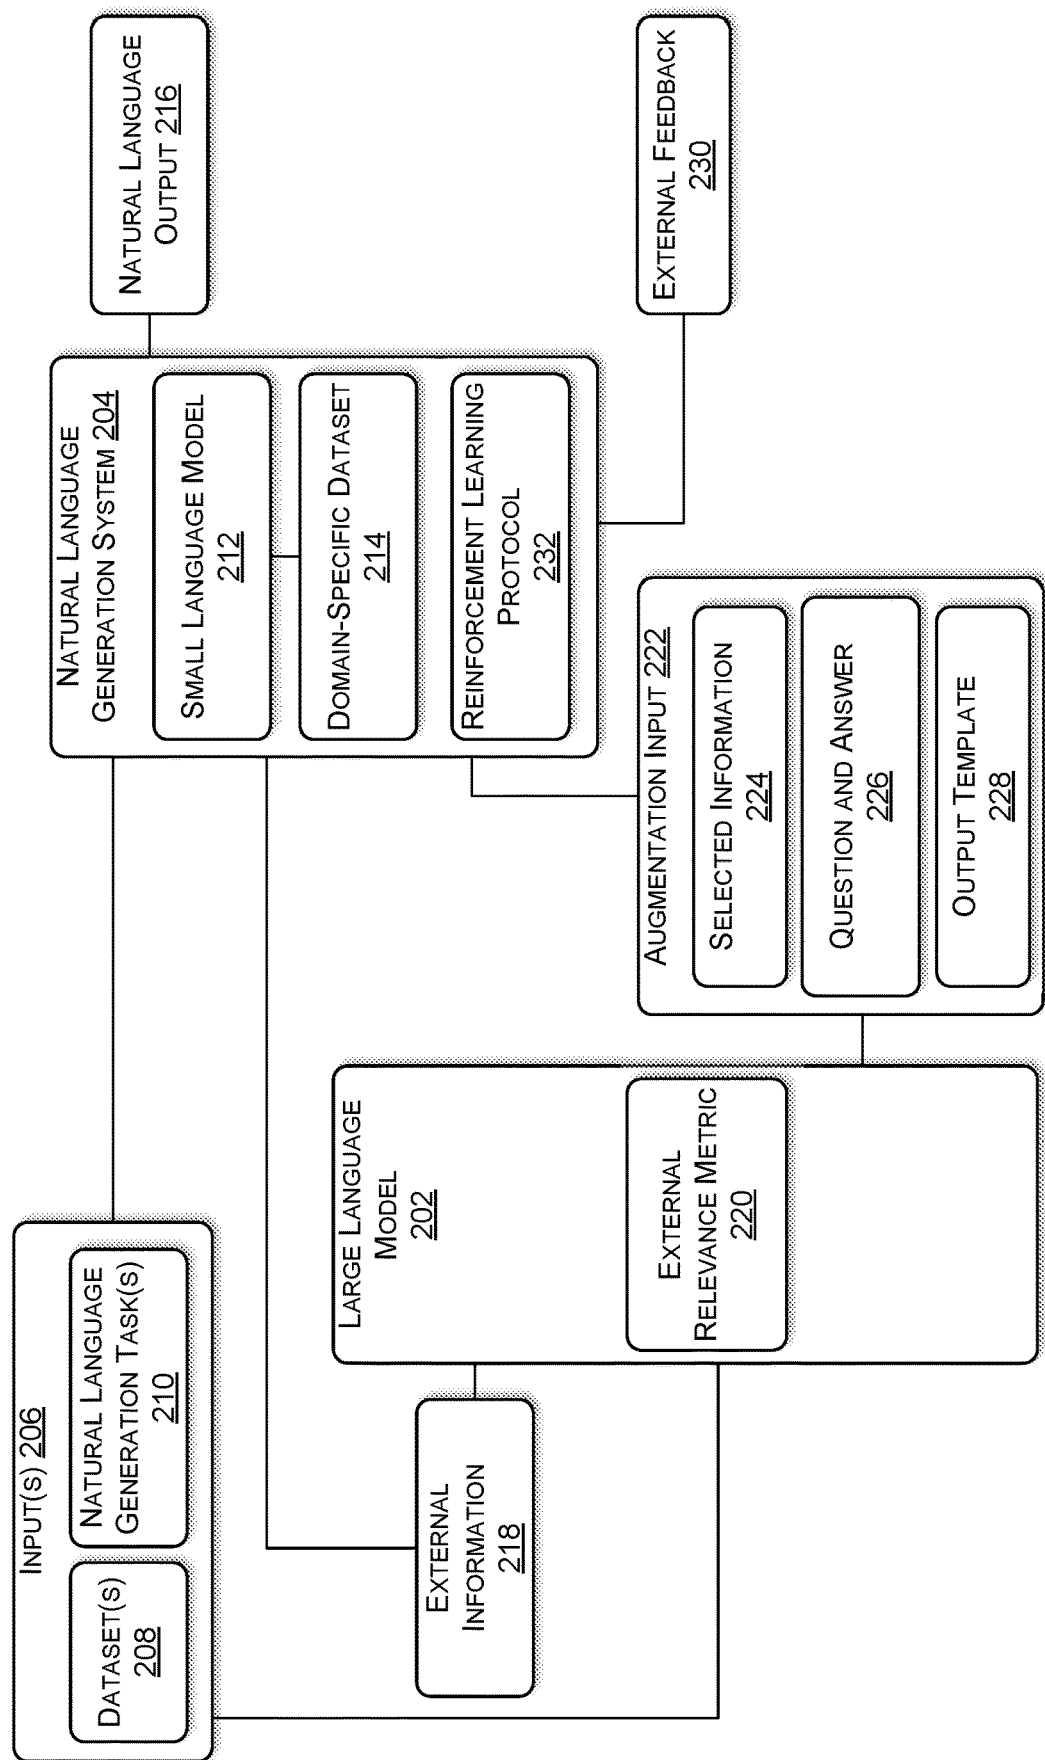 INPUT(S) 206
DATASET(S)
208
NATURAL LANGUAGE
GENERATION TASK(S)
210
EXTERNAL
INFORMATION
218
LARGE LANGUAGE
MODEL
202
EXTERNAL
RELEVANCE METRIC
220
NATURAL LANGUAGE
GENERATION SYSTEM 204
SMALL LANGUAGE MODEL
212
DOMAIN-SPECIFIC DATASET
214
REINFORCEMENT LEARNING
PROTOCOL
232
AUGMENTATION INPUT 222
SELECTED INFORMATION
224
QUESTION AND ANSWER
226
OUTPUT TEMPLATE
228
NATURAL LANGUAGE
OUTPUT 216
EXTERNAL FEEDBACK
230